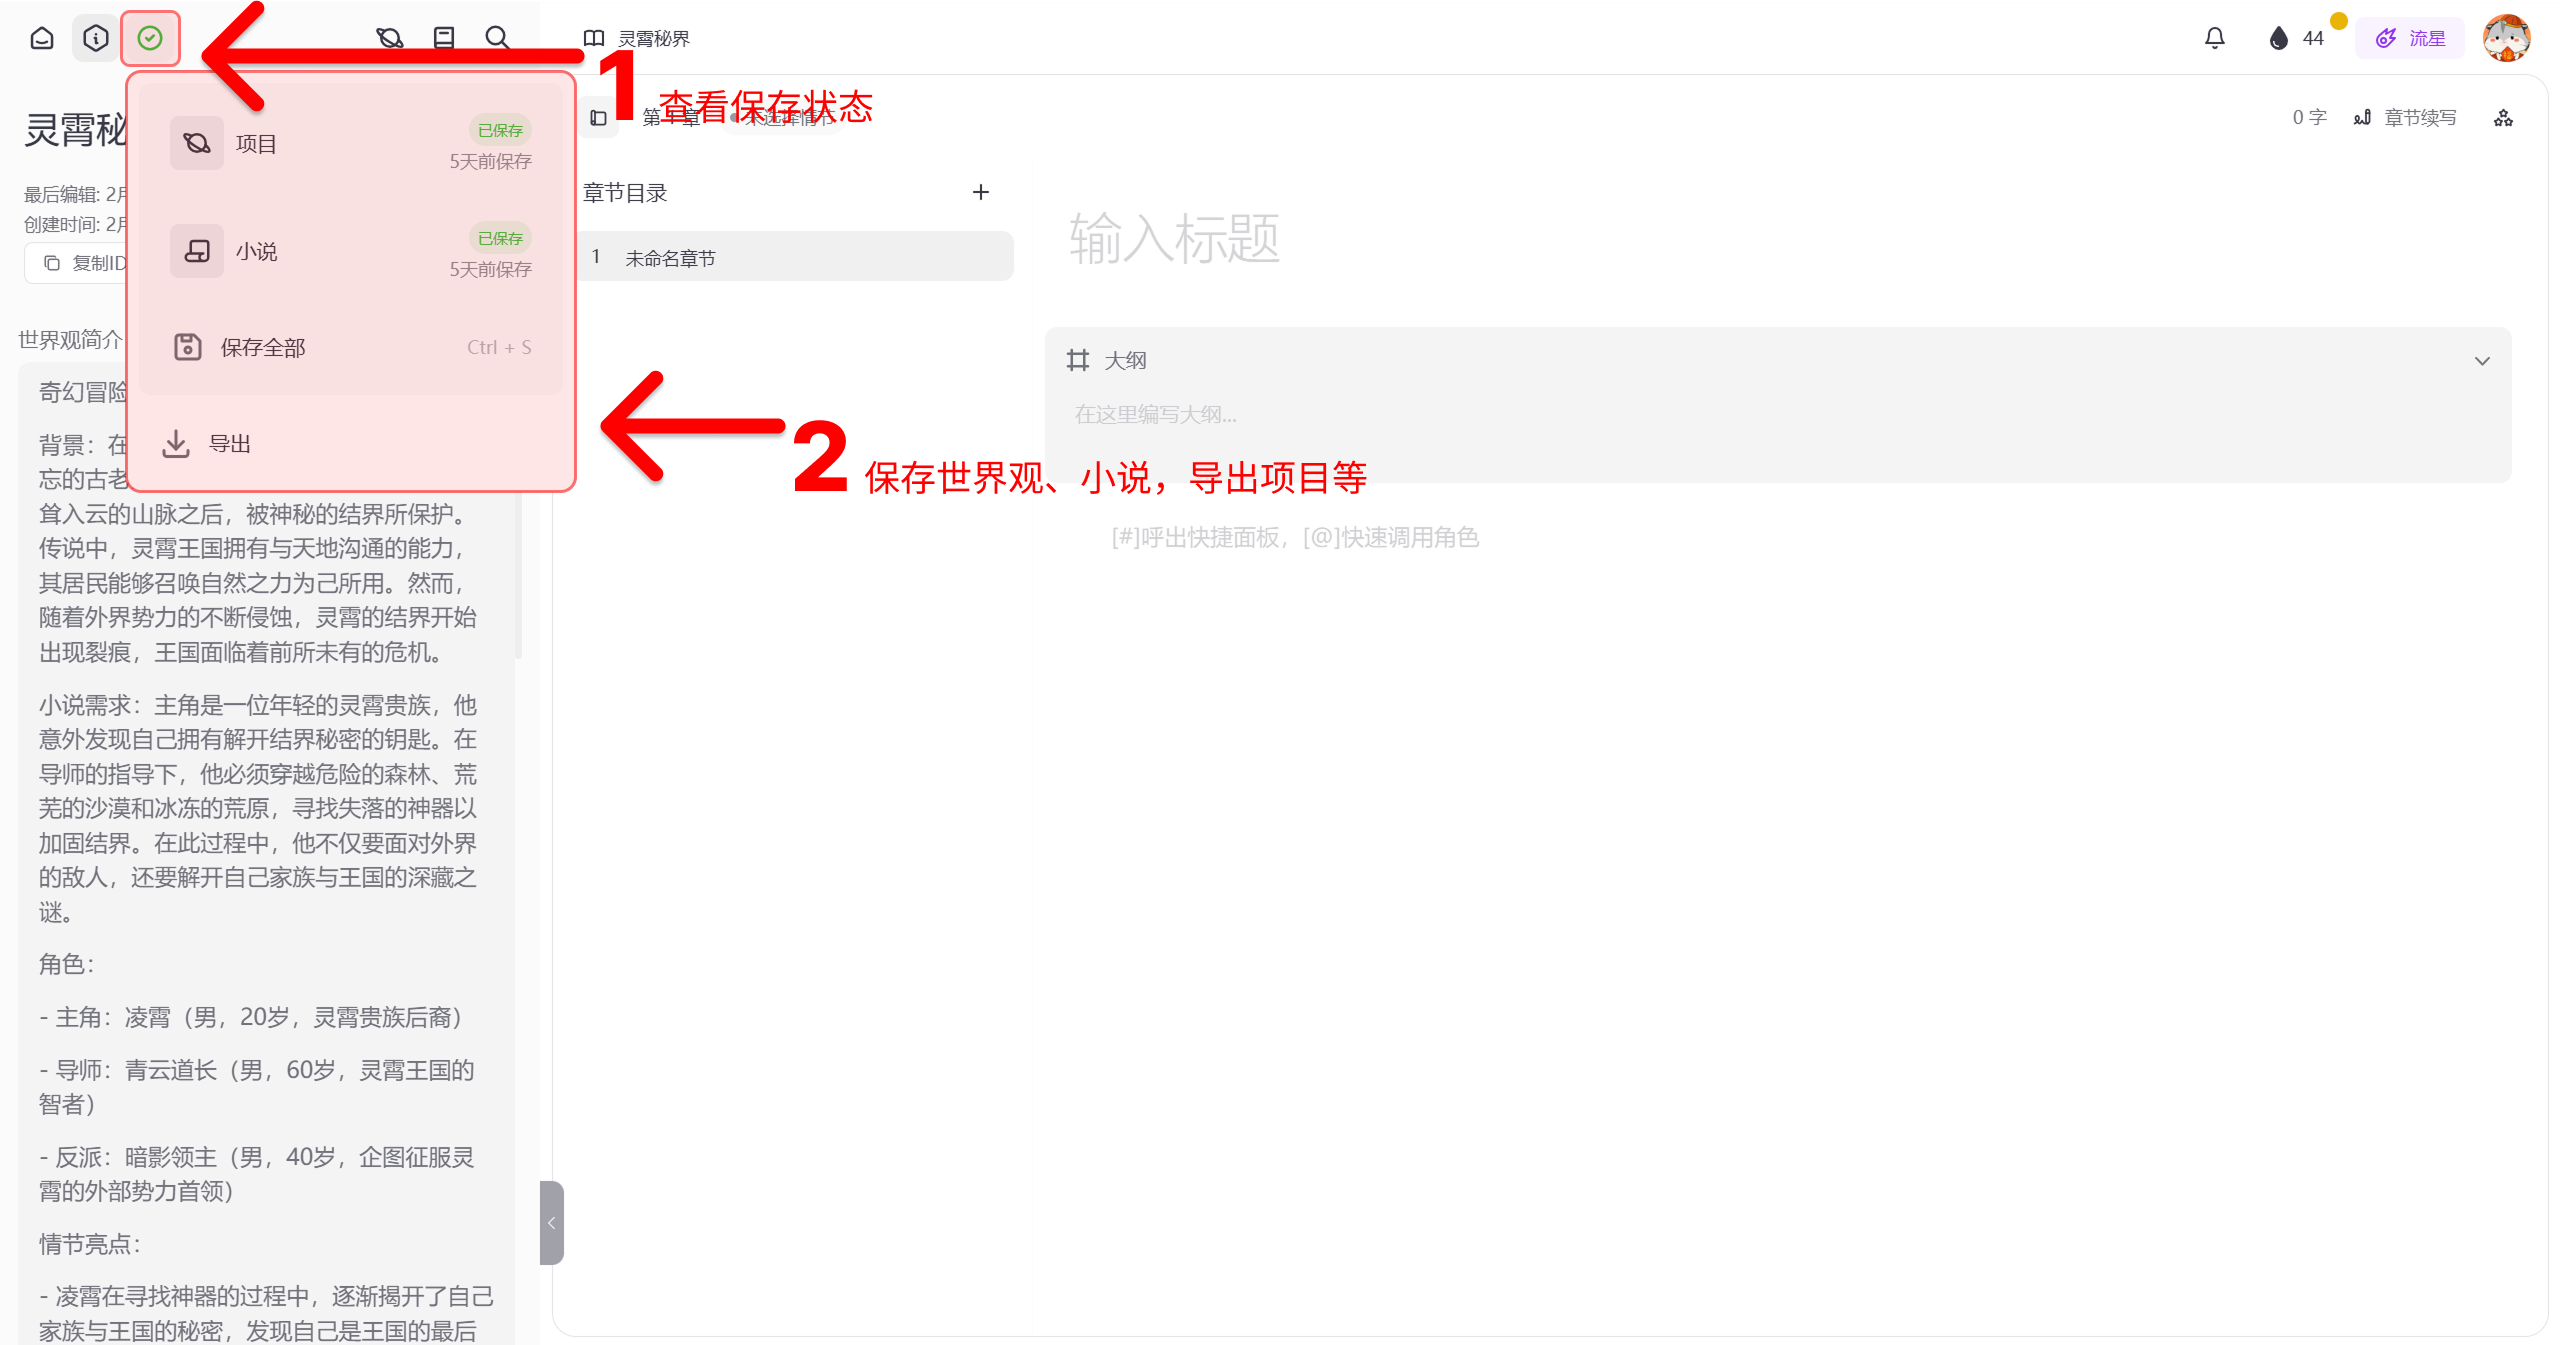 灵霄秘界
44
流星
1
查看保存状态
灵霄秘
项目
已保存
5天前保存
第1章
未选择情节
0 字
章节续写
最后编辑: 2月
创建时间: 2月
复制ID
小说
已保存
5天前保存
章节目录
1 未命名章节
输入标题
世界观简介
保存全部
Ctrl + S
大纲
在这里编写大纲...
导出
2
保存世界观、小说，导出项目等
[#]呼出快捷面板，[@]快速调用角色
奇幻冒险
背景：在
忘的古老
耸入云的山脉之后，被神秘的结界所保护。
传说中，灵霄王国拥有与天地沟通的能力，
其居民能够召唤自然之力为己所用。然而，
随着外界势力的不断侵蚀，灵霄的结界开始
出现裂痕，王国面临着前所未有的危机。
小说需求：主角是一位年轻的灵霄贵族，他
意外发现自己拥有解开结界秘密的钥匙。在
导师的指导下，他必须穿越危险的森林、荒
芜的沙漠和冰冻的荒原，寻找失落的神器以
加固结界。在此过程中，他不仅要面对外界
的敌人，还要解开自己家族与王国的深藏之
谜。
角色：
- 主角：凌霄（男，20岁，灵霄贵族后裔）
- 导师：青云道长（男，60岁，灵霄王国的
智者）
- 反派：暗影领主（男，40岁，企图征服灵
霄的外部势力首领）
情节亮点：
- 凌霄在寻找神器的过程中，逐渐揭开了自己
家族与王国的秘密，发现自己是王国的最后